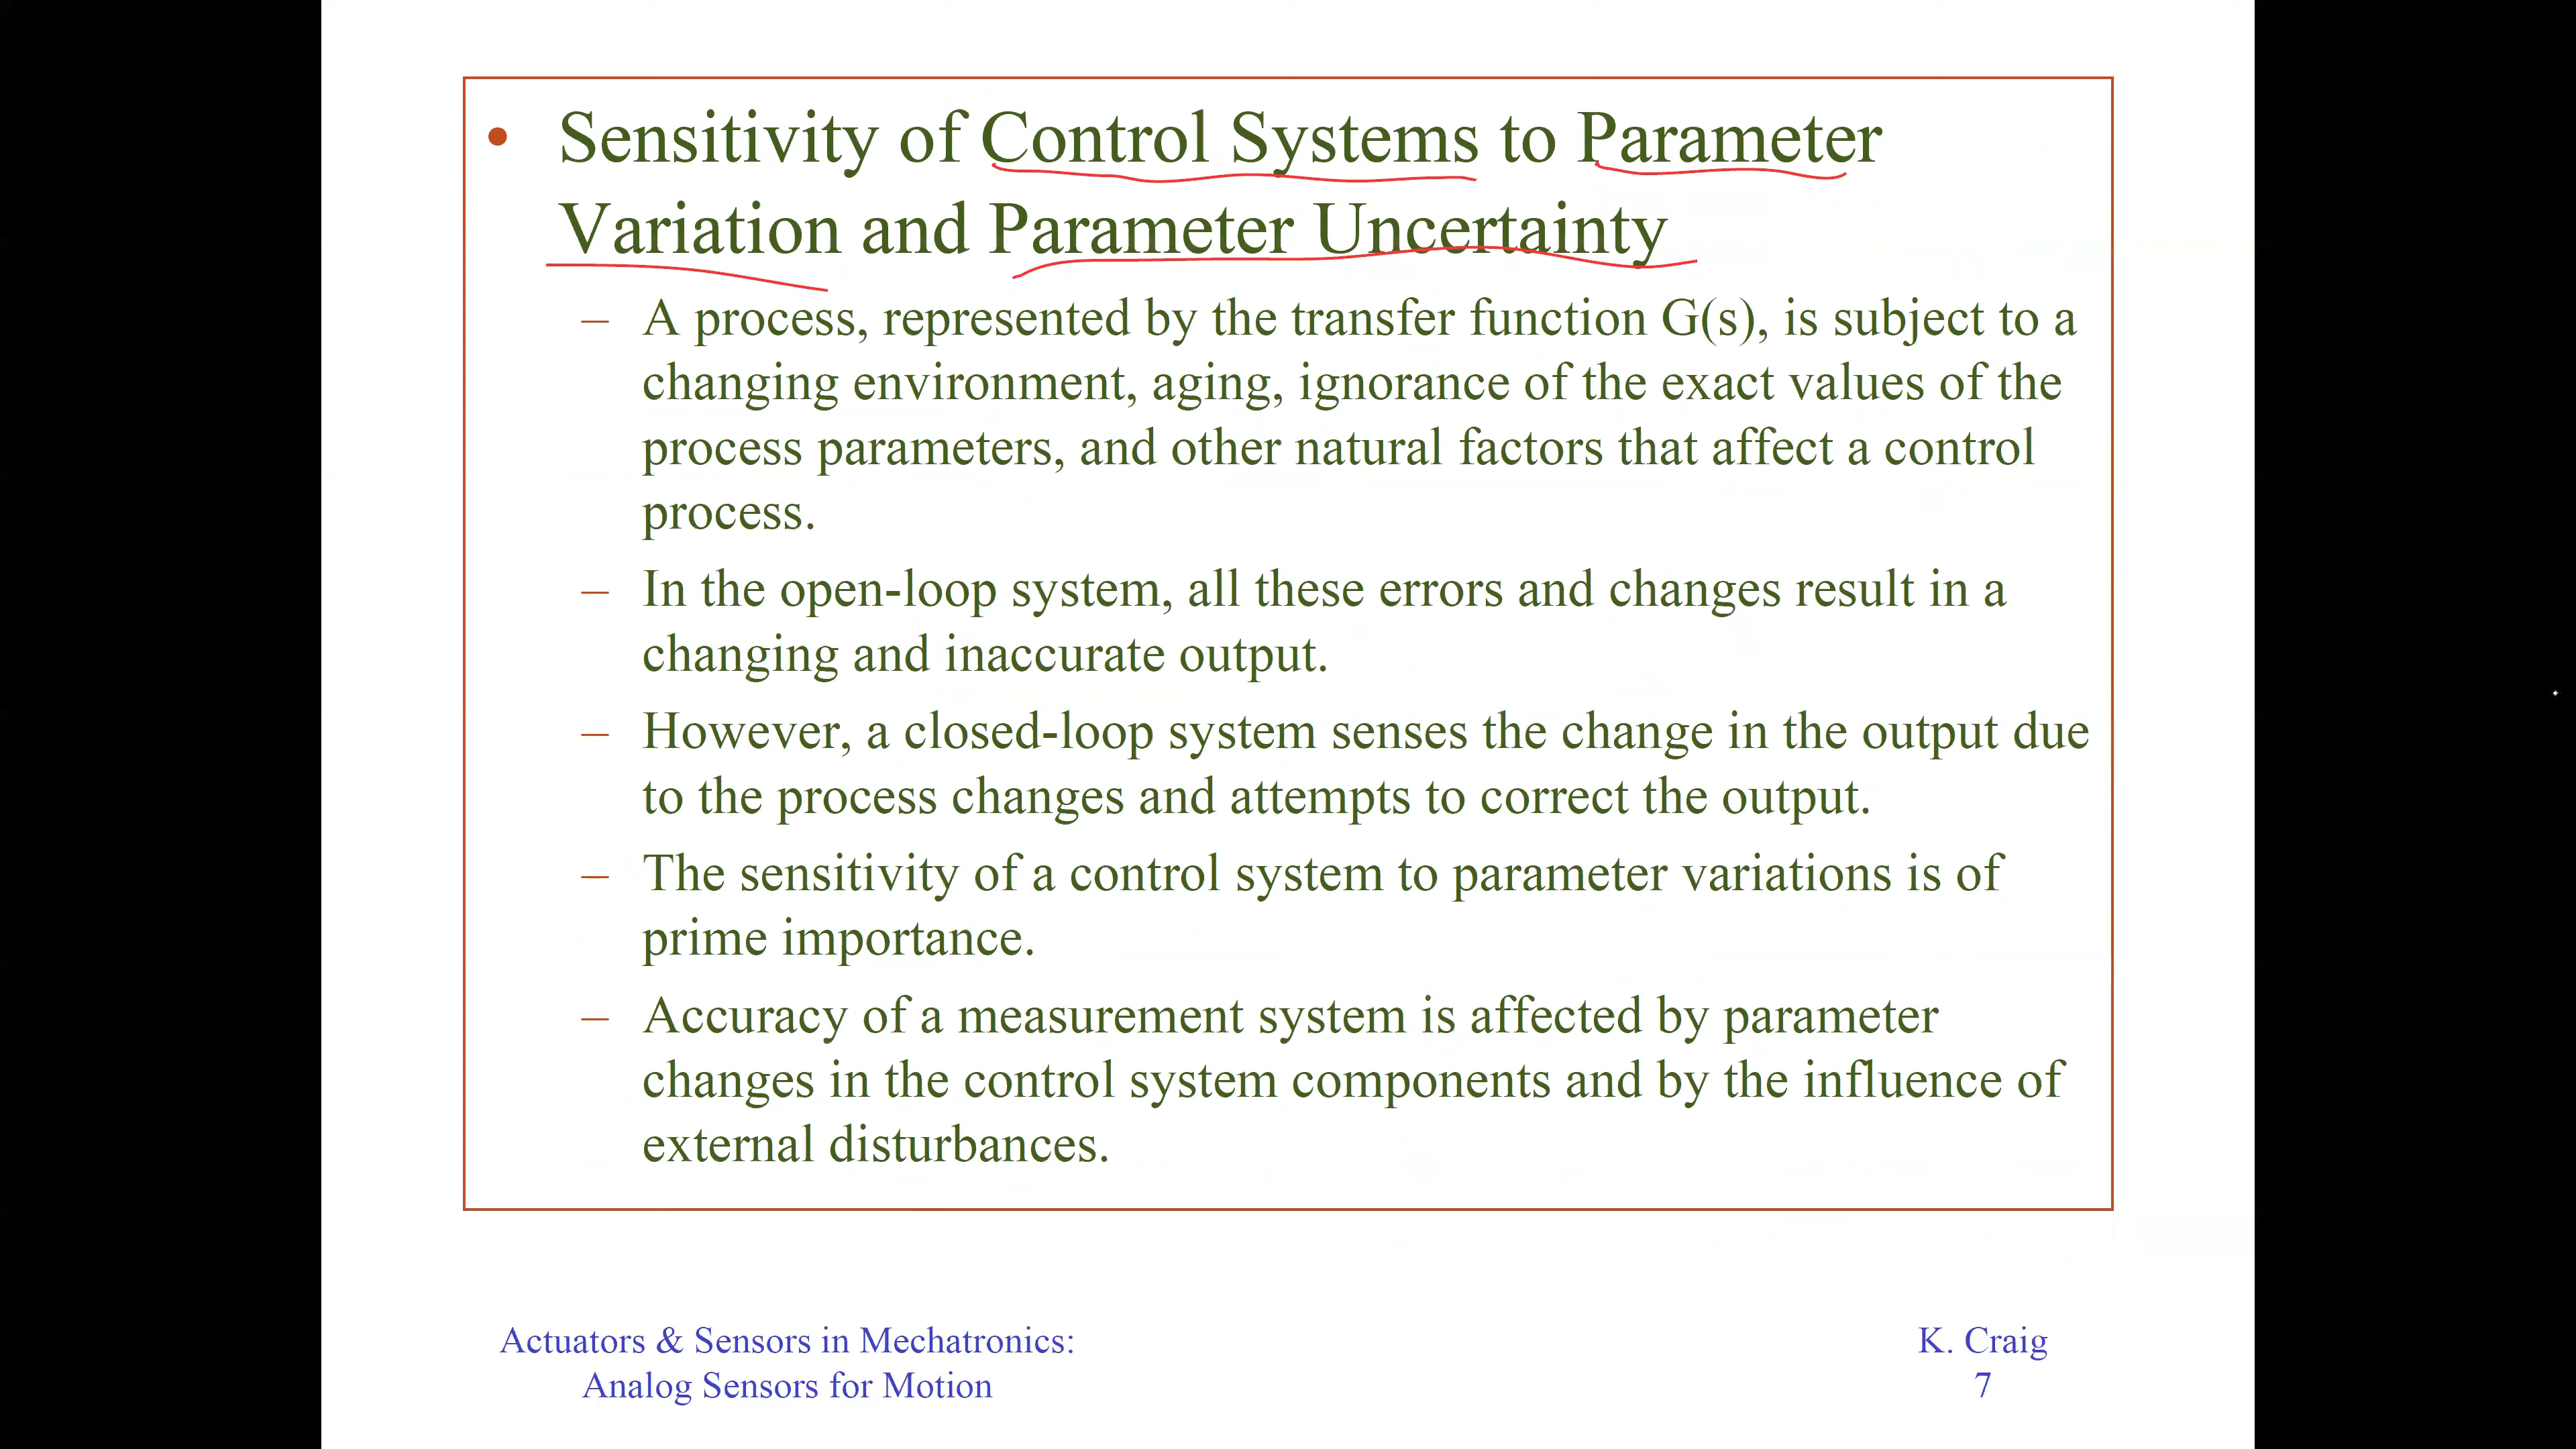 • Sensitivity of Control Systems to Parameter
Variation and Parameter Uncertainty
– A process, represented by the transfer function G(s), is subject to a
changing environment, aging, ignorance of the exact values of the
process parameters, and other natural factors that affect a control
process.
– In the open-loop system, all these errors and changes result in a
changing and inaccurate output.
– However, a closed-loop system senses the change in the output due
to the process changes and attempts to correct the output.
– The sensitivity of a control system to parameter variations is of
prime importance.
– Accuracy of a measurement system is affected by parameter
changes in the control system components and by the influence of
external disturbances.
Actuators & Sensors in Mechatronics:
Analog Sensors for Motion
K. Craig
7